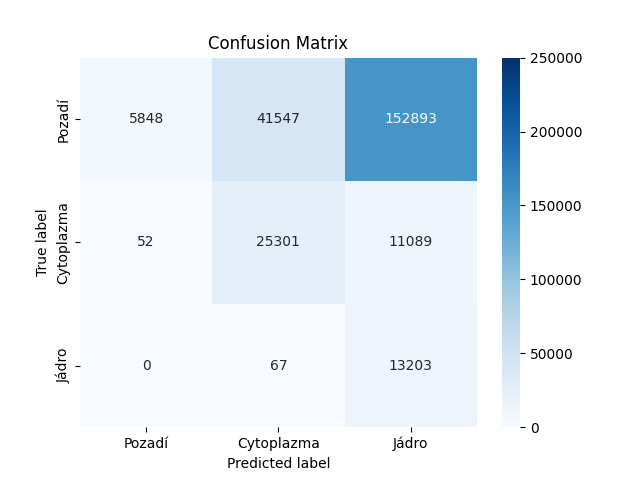 Confusion Matrix
True label
Pozadí
5848 41547 152893
Cytoplazma
52 25301 11089
Jádro
0 67 13203
Pozadí Cytoplazma Jádro
Predicted label
250000
200000
150000
100000
50000
0